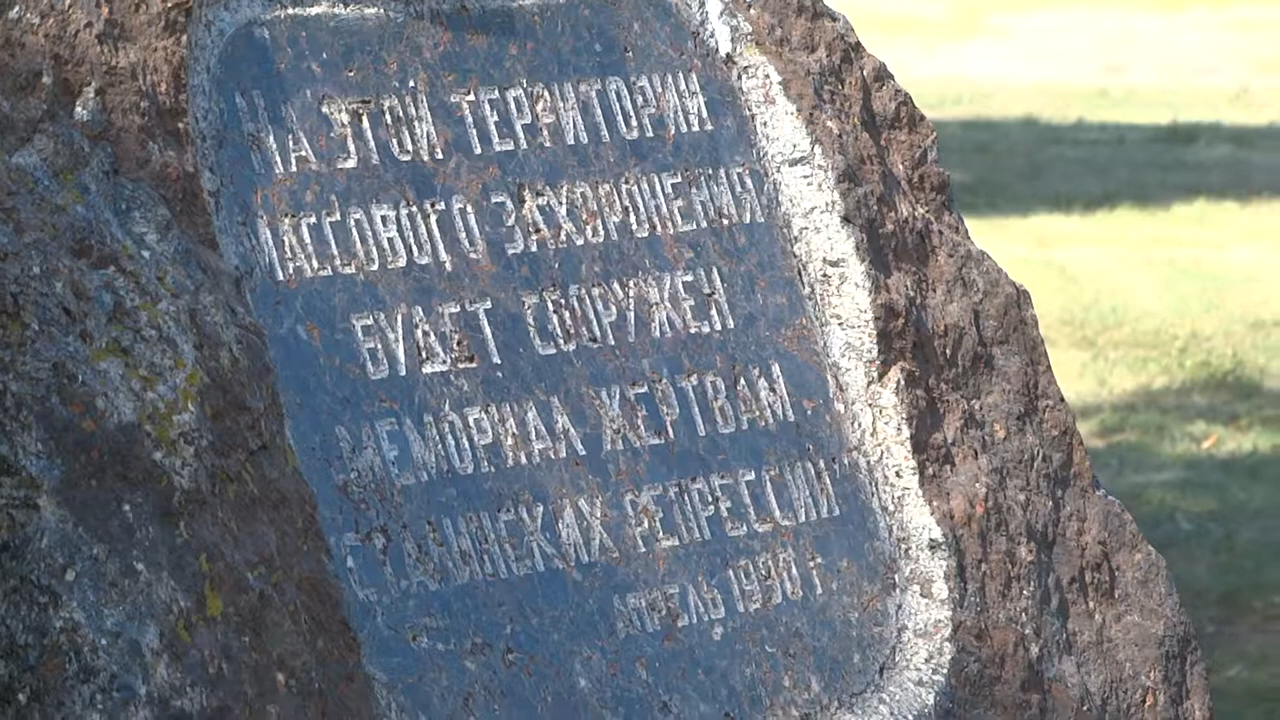 НА ЭТОЙ ТЕРРИТОРИИ
МАССОВОГО ЗАХОРОНЕНИЯ
БУДЕТ СООРУЖЕН
МЕМОРИАЛ ЖЕРТВАМ
СТАЛИНСКИХ РЕПРЕССИЙ
АПРЕЛЬ 1990 Г.